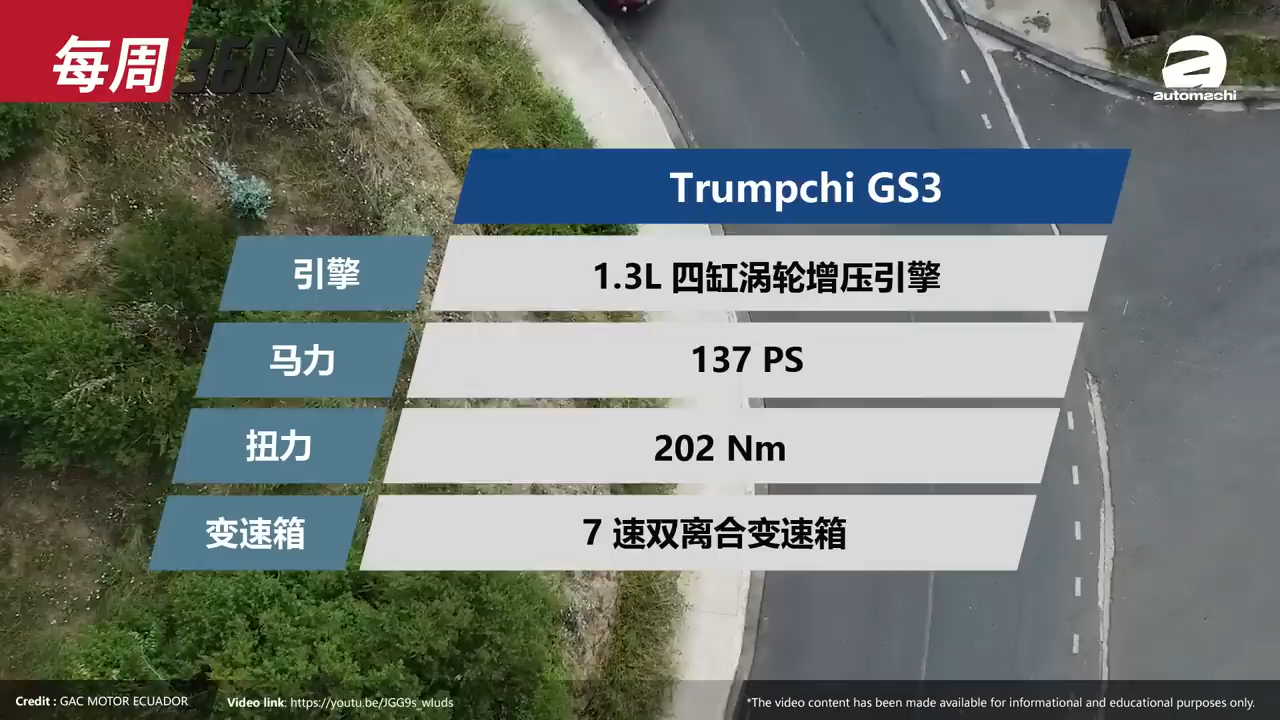 每周360°
automachi
Trumpchi GS3
引擎
1.3L 四缸涡轮增压引擎
马力
137 PS
扭力
202 Nm
变速箱
7 速双离合变速箱
Credit : GAC MOTOR ECUADOR
Video link: https://youtu.be/JGG9s_wluds
*The video content has been made available for informational and educational purposes only.